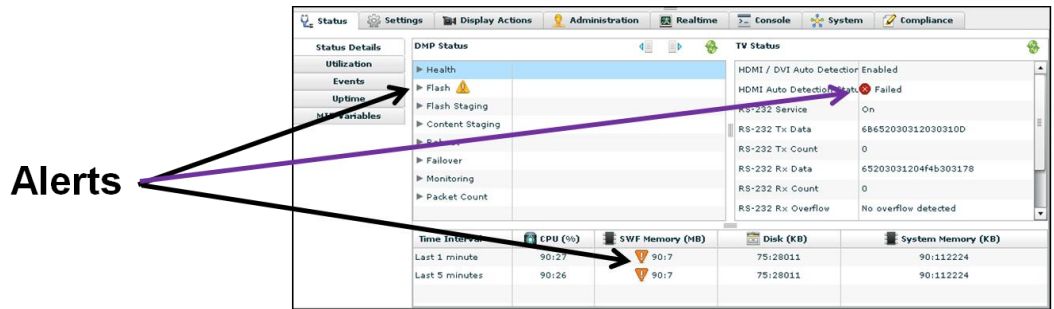 Status Settings Display Actions Administration Realtime Console System Compliance
Status Details
Utilization
Events
Uptime
Variables
DMP Status
Health
Flash
Flash Staging
Content Staging
Failover
Monitoring
Packet Count
TV Status
HDMI / DVI Auto Detection Enabled
HDMI Auto Detection Failed
RS-232 Service On
RS-232 Tx Data 6B652030312030310D
RS-232 Tx Count 0
RS-232 Rx Data 65203031204f4b303178
RS-232 Rx Count 0
RS-232 Rx Overflow No overflow detected
Alerts
Time Interval CPU (%) SWF Memory (MB) Disk (KB) System Memory (KB)
Last 1 minute 90:27 90:7 75:28011 90:112224
Last 5 minutes 90:26 90:7 75:28011 90:112224